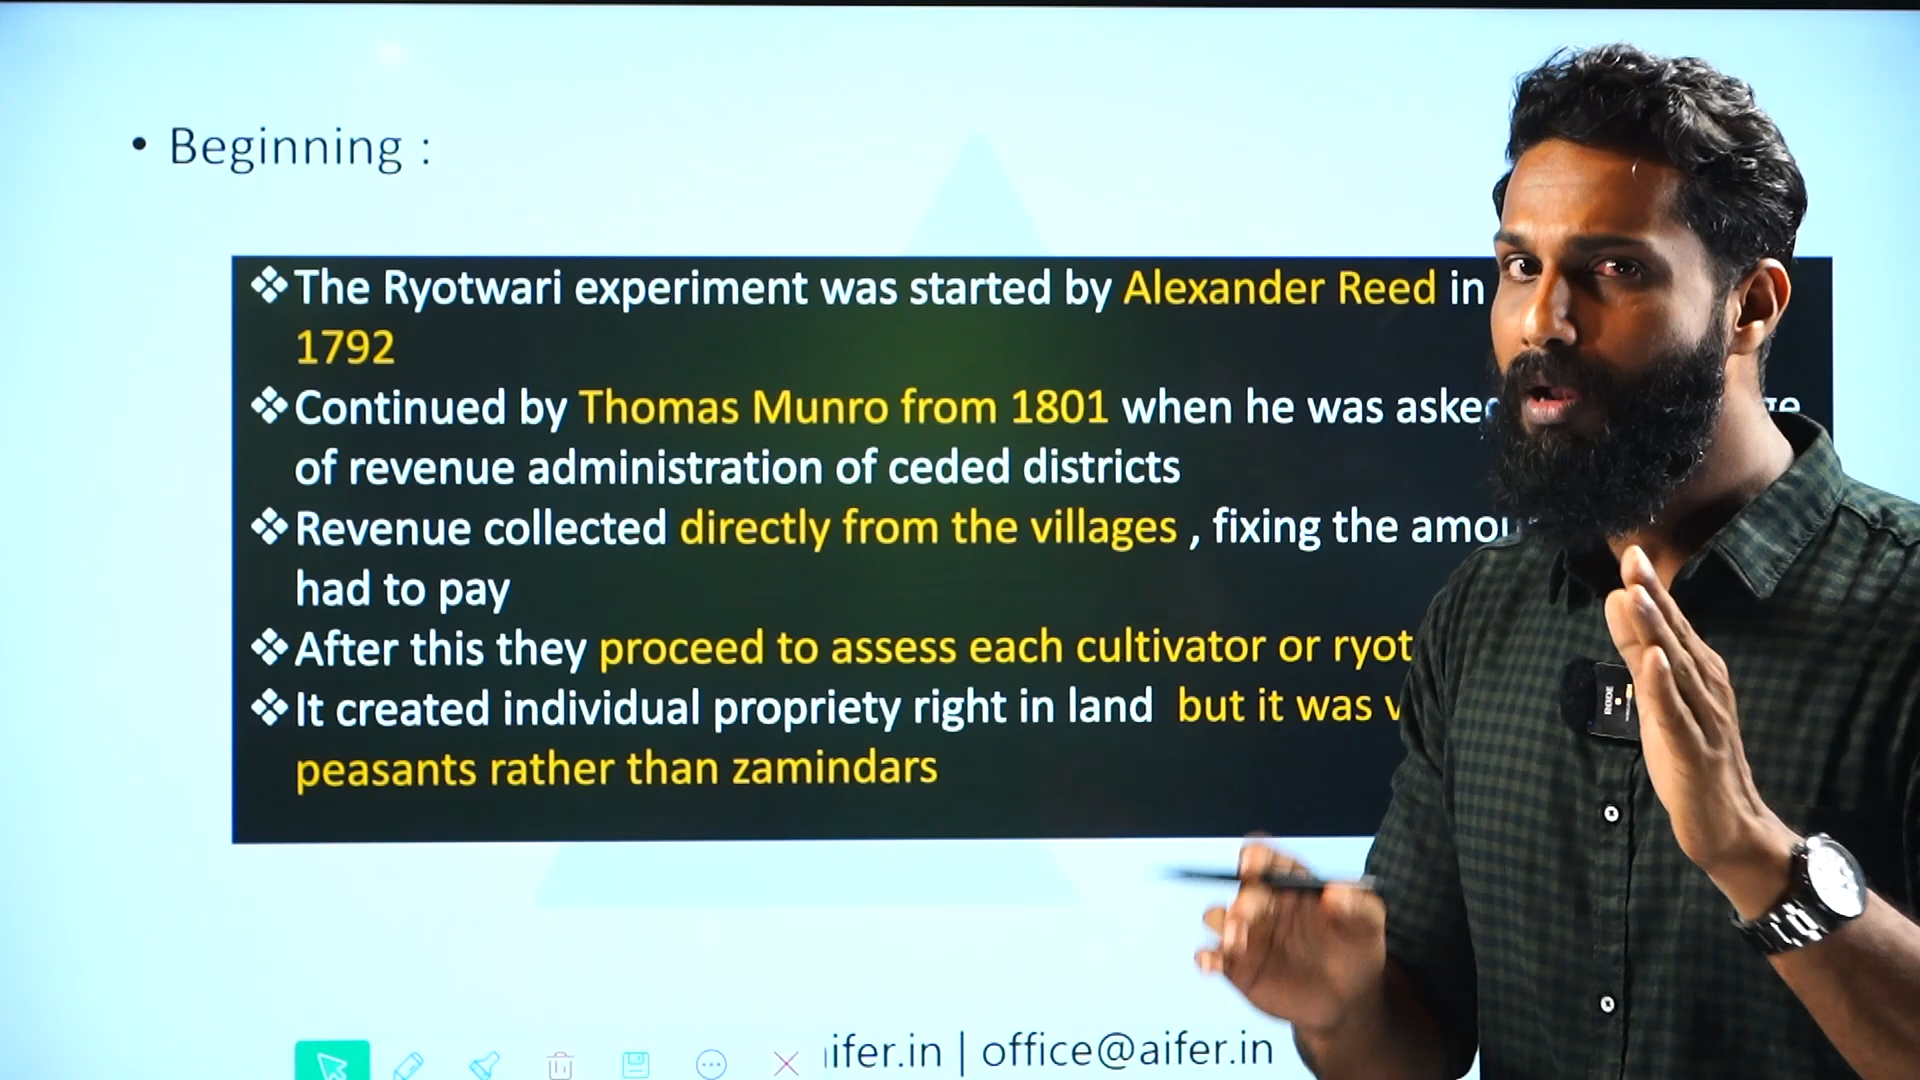 • Beginning :
❖The Ryotwari experiment was started by Alexander Reed in
1792
❖Continued by Thomas Munro from 1801 when he was
of revenue administration of ceded districts
❖Revenue collected directly from the villages , fixing the
had to pay
❖After this they proceed to assess each cultivator or ryot
❖It created individual propriety right in land but it was
peasants rather than zamindars
RODE
aifer.in | office@aifer.in